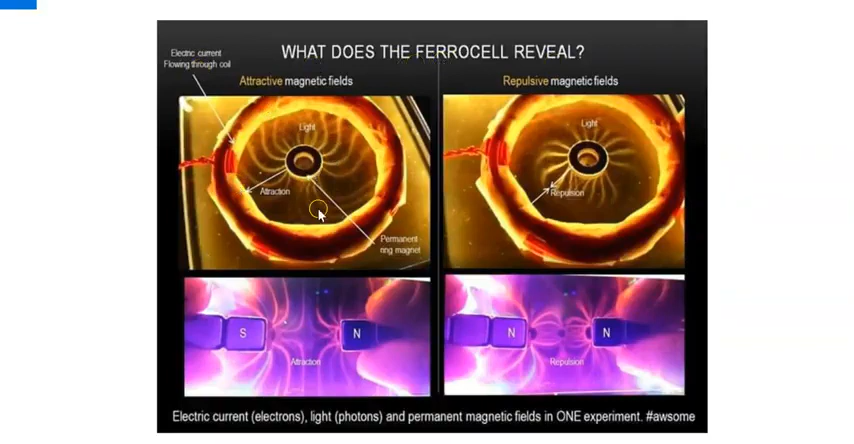 WHAT DOES THE FERROCELL REVEAL?
Electric current
Flowing through coil
Attractive magnetic fields
Repulsive magnetic fields
Light
Attraction
Permanent
ring magnet
Light
Repulsion
S
N
Attraction
N
N
Repulsion
Electric current (electrons), light (photons) and permanent magnetic fields in ONE experiment. #awsome